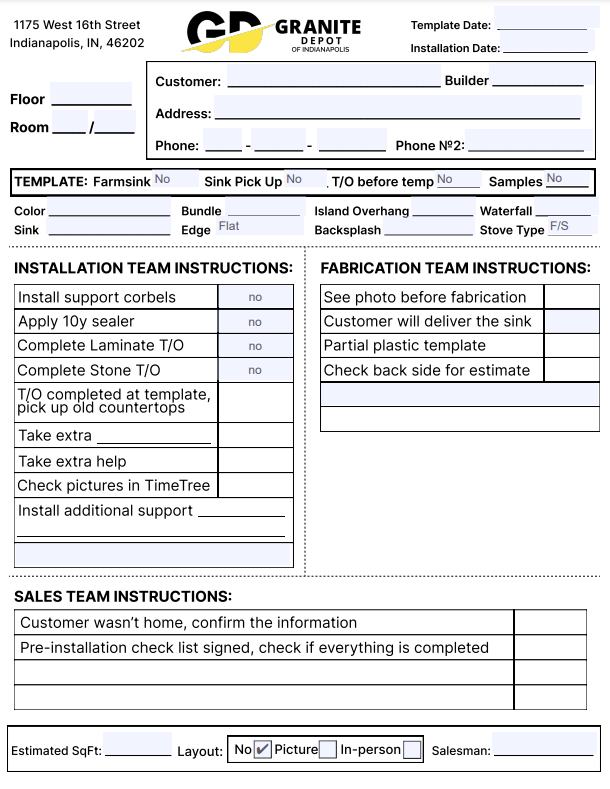 1175 West 16th Street
Indianapolis, IN, 46202
GD GRANITE
DEPOT
OF INDIANAPOLIS
Template Date:
Installation Date:
Floor
Room /
Customer: Builder
Address:
Phone: - - Phone №2:
TEMPLATE: Farmsink No Sink Pick Up No T/O before temp No Samples No
Color Bundle Island Overhang Waterfall
Sink Edge Flat Backsplash Stove Type F/S
INSTALLATION TEAM INSTRUCTIONS:
Install support corbels no
Apply 10y sealer no
Complete Laminate T/O no
Complete Stone T/O no
T/O completed at template,
pick up old countertops
Take extra
Take extra help
Check pictures in TimeTree
Install additional support
FABRICATION TEAM INSTRUCTIONS:
See photo before fabrication
Customer will deliver the sink
Partial plastic template
Check back side for estimate
SALES TEAM INSTRUCTIONS:
Customer wasn't home, confirm the information
Pre-installation check list signed, check if everything is completed
Estimated SqFt: Layout: No ✔ Picture In-person Salesman: